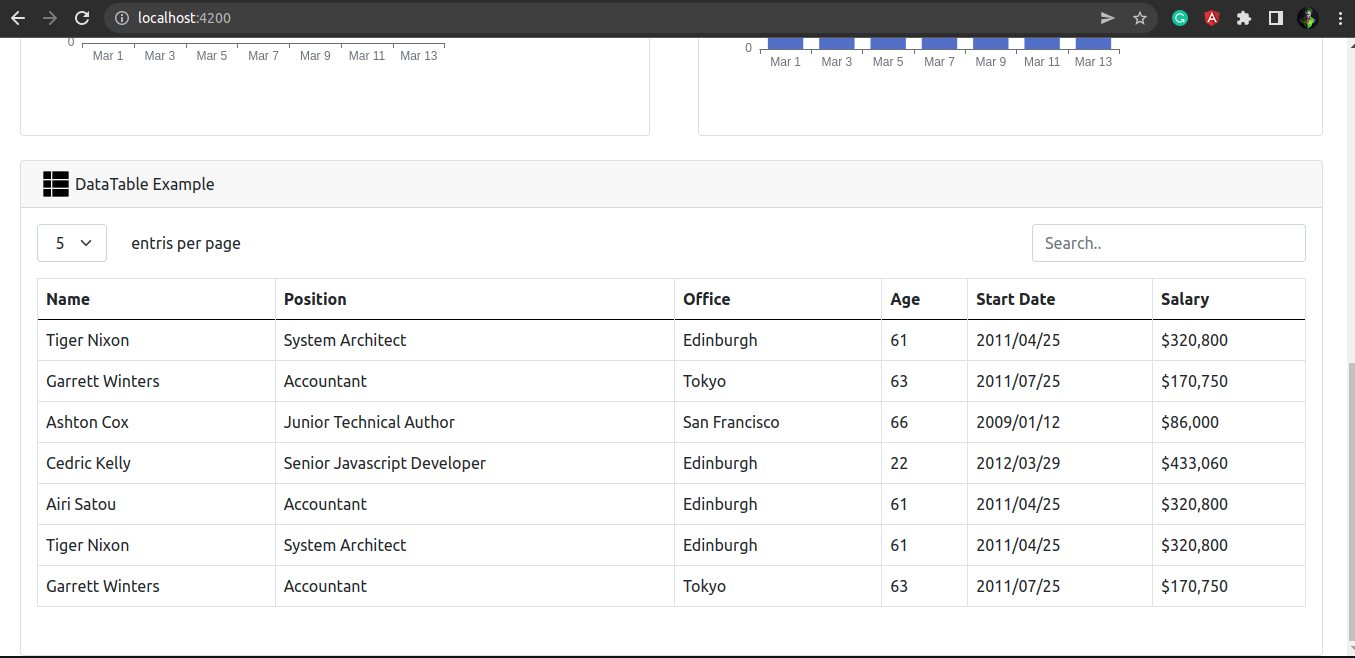 localhost:4200
0
Mar 1 Mar 3 Mar 5 Mar 7 Mar 9 Mar 11 Mar 13
0
Mar 1 Mar 3 Mar 5 Mar 7 Mar 9 Mar 11 Mar 13
DataTable Example
5 entris per page Search..
Name Position Office Age Start Date Salary
Tiger Nixon System Architect Edinburgh 61 2011/04/25 $320,800
Garrett Winters Accountant Tokyo 63 2011/07/25 $170,750
Ashton Cox Junior Technical Author San Francisco 66 2009/01/12 $86,000
Cedric Kelly Senior Javascript Developer Edinburgh 22 2012/03/29 $433,060
Airi Satou Accountant Edinburgh 61 2011/04/25 $320,800
Tiger Nixon System Architect Edinburgh 61 2011/04/25 $320,800
Garrett Winters Accountant Tokyo 63 2011/07/25 $170,750